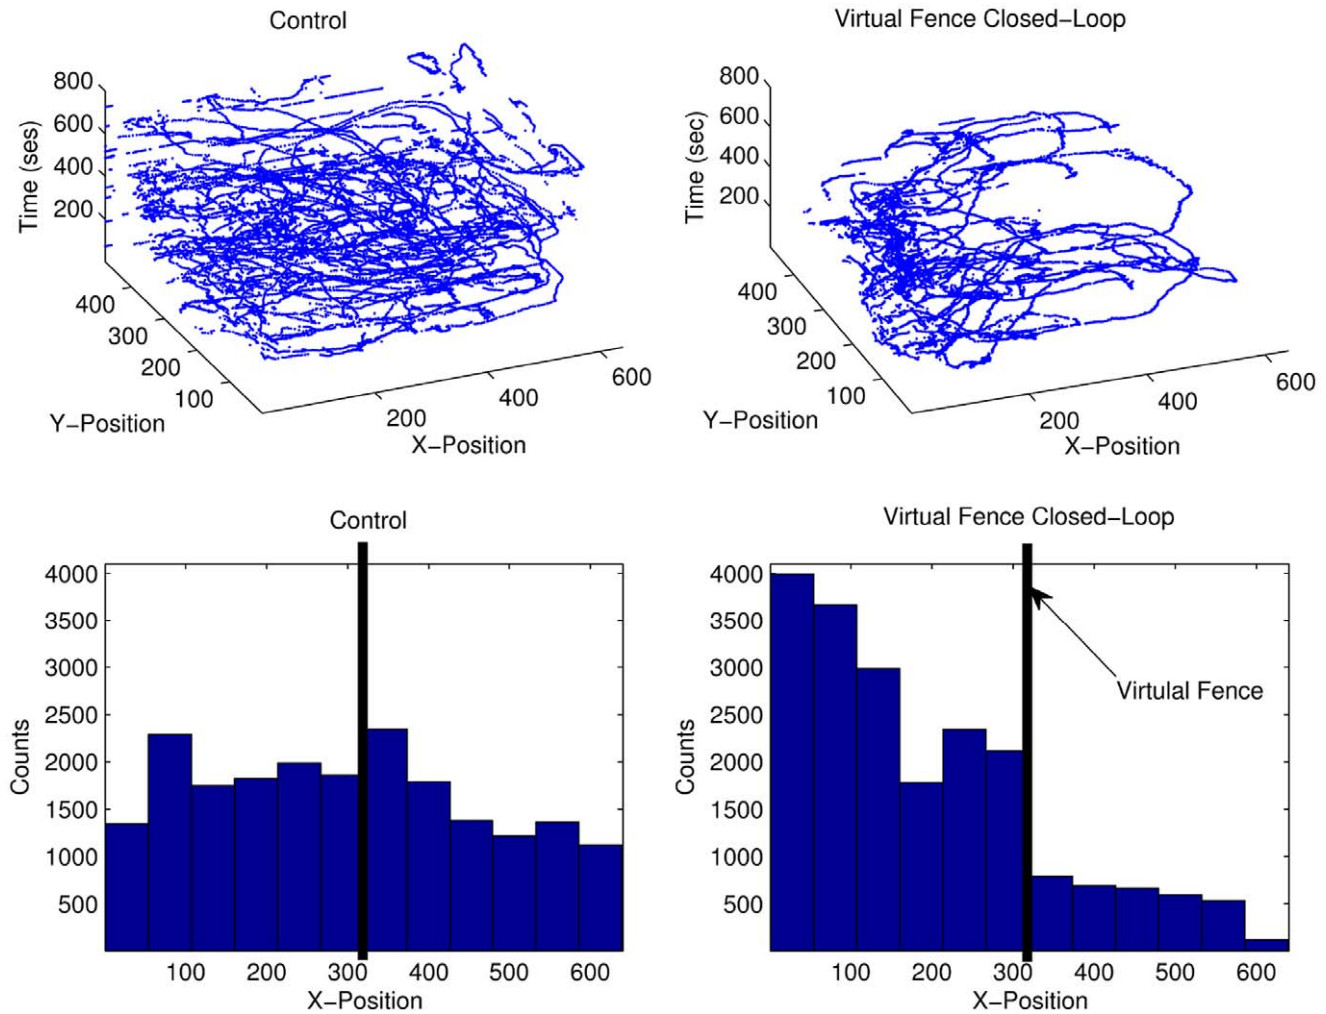 Control
800
600
400
200
Time (ses)
400
300
200
100
Y-Position
200
400
600
X-Position
Virtual Fence Closed-Loop
800
600
400
200
Time (sec)
400
300
200
100
Y-Position
200
400
600
X-Position
Control
4000
3500
3000
2500
2000
1500
1000
500
Counts
100 200 300 400 500 600
X-Position
Virtual Fence Closed-Loop
4000
3500
3000
2500
2000
1500
1000
500
Counts
Virtulal Fence
100 200 300 400 500 600
X-Position